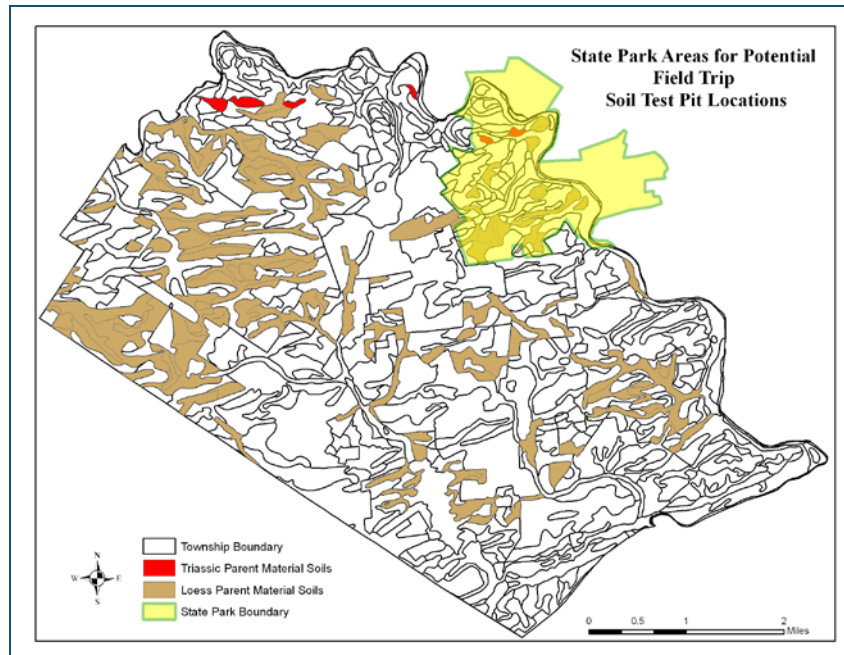 State Park Areas for Potential
Field Trip
Soil Test Pit Locations
N
W E
S
Township Boundary
Triassic Parent Material Soils
Loess Parent Material Soils
State Park Boundary
0 0.5 1 2
Miles